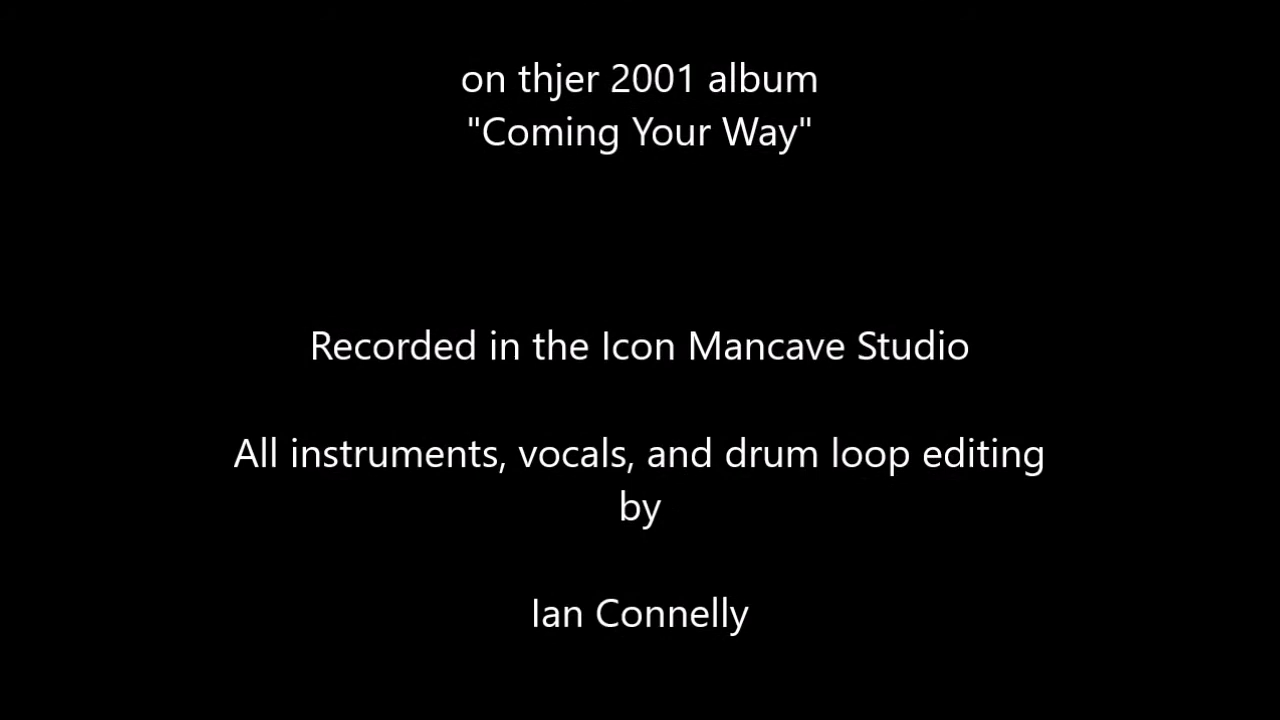 on thjer 2001 album
"Coming Your Way"
Recorded in the Icon Mancave Studio
All instruments, vocals, and drum loop editing
by
Ian Connelly